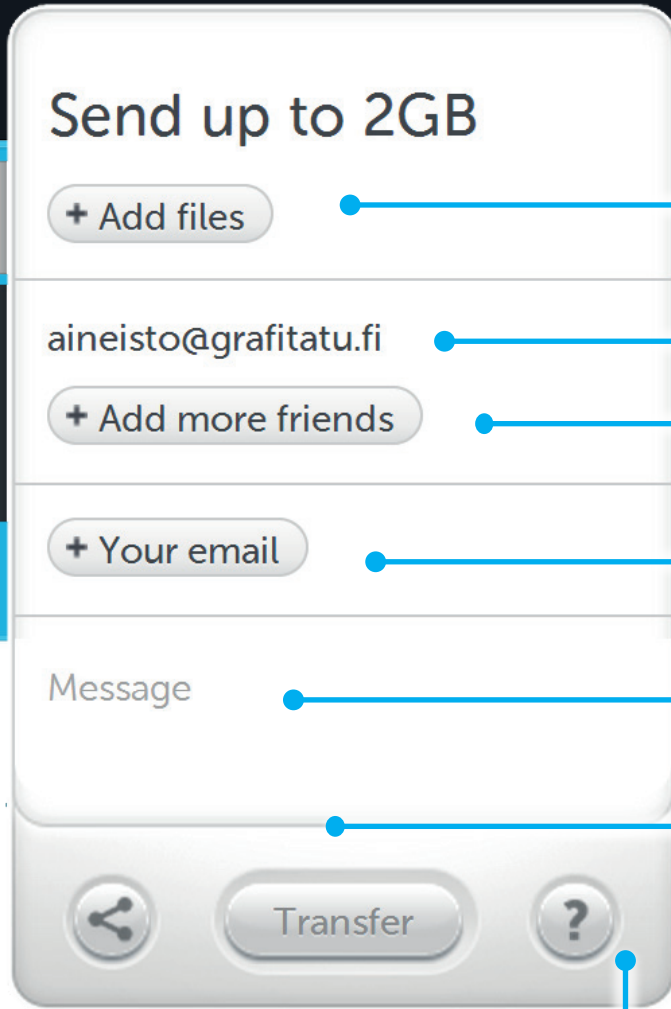 Send up to 2GB
+ Add files
aineisto@grafitatu.fi
+ Add more friends
+ Your email
Message
Transfer
?